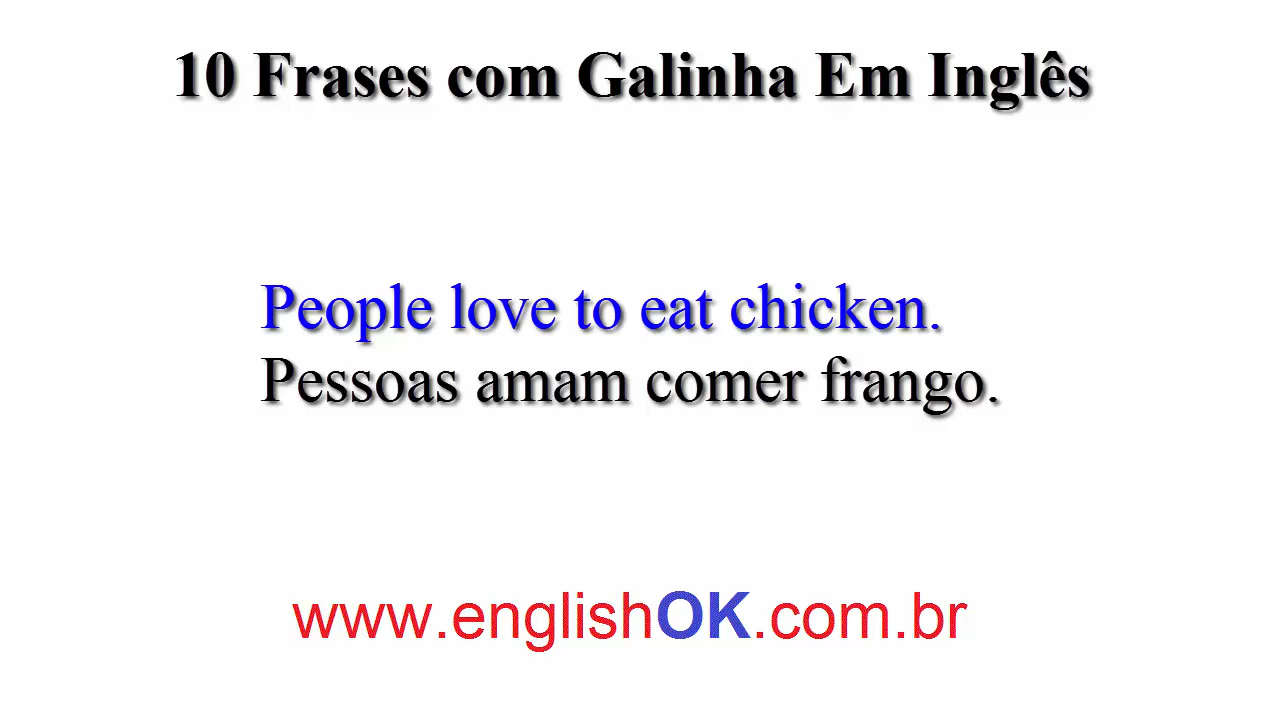 10 Frases com Galinha Em Inglês
People love to eat chicken.
Pessoas amam comer frango.
www.englishOK.com.br